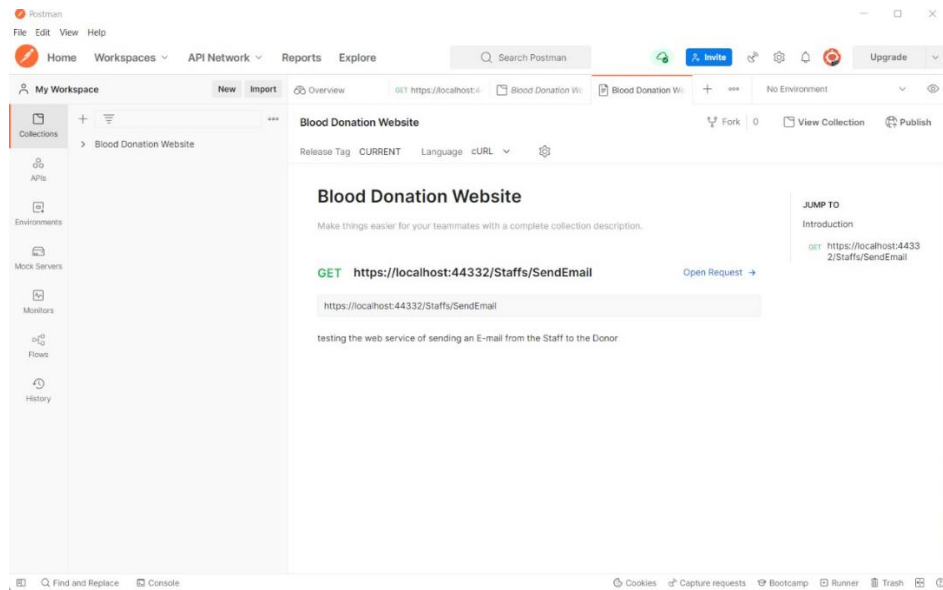 Postman
File Edit View Help
Home Workspaces API Network Reports Explore Search Postman Invite Upgrade
My Workspace New Import Overview GET https://localhost:4 Blood Donation We Blood Donation We No Environment
Collections
Blood Donation Website
APIs
Environments
Mock Servers
Monitors
Flows
History
Blood Donation Website Fork 0 View Collection Publish
Release Tag CURRENT Language cURL
Blood Donation Website
Make things easier for your teammates with a complete collection description.
GET https://localhost:44332/Staffs/SendEmail Open Request →
https://localhost:44332/Staffs/SendEmail
testing the web service of sending an E-mail from the Staff to the Donor
JUMP TO
Introduction
GET https://localhost:4433
2/Staffs/SendEmail
Find and Replace Console Cookies Capture requests Bootcamp Runner Trash